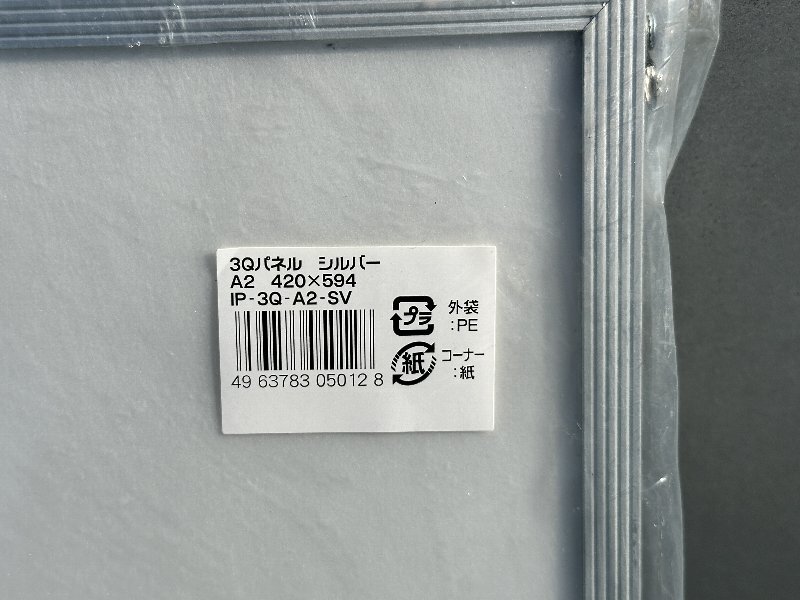 3Qパネル シルバー
A2 420×594
IP-3Q-A2-SV
プラ
外袋
:PE
紙
コーナー
:紙
49 63783 05012 8